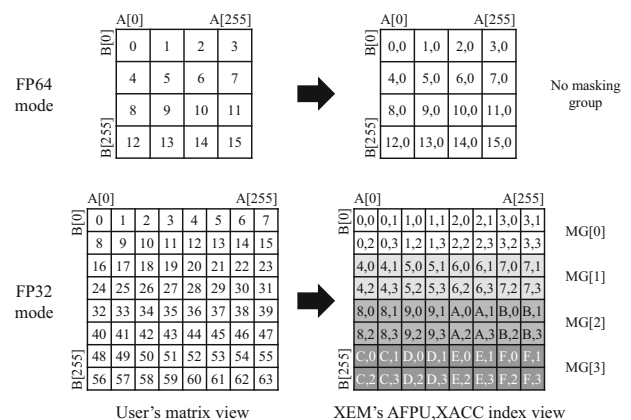 A[0] A[255]
B[0] B[255]
FP64 mode
0 1 2 3
4 5 6 7
8 9 10 11
12 13 14 15
A[0] A[255]
B[0] B[255]
0,0 1,0 2,0 3,0
4,0 5,0 6,0 7,0
8,0 9,0 10,0 11,0
12,0 13,0 14,0 15,0
No masking group
A[0] A[255]
B[0] B[255]
FP32 mode
0 1 2 3 4 5 6 7
8 9 10 11 12 13 14 15
16 17 18 19 20 21 22 23
24 25 26 27 28 29 30 31
32 33 34 35 36 37 38 39
40 41 42 43 44 45 46 47
48 49 50 51 52 53 54 55
56 57 58 59 60 61 62 63
User's matrix view
A[0] A[255]
B[0] B[255]
0,0 0,1 1,0 1,1 2,0 2,1 3,0 3,1
0,2 0,3 1,2 1,3 2,2 2,3 3,2 3,3
MG[0]
4,0 4,1 5,0 5,1 6,0 6,1 7,0 7,1
4,2 4,3 5,2 5,3 6,2 6,3 7,2 7,3
MG[1]
8,0 8,1 9,0 9,1 A,0 A,1 B,0 B,1
8,2 8,3 9,2 9,3 A,2 A,3 B,2 B,3
MG[2]
C,0 C,1 D,0 D,1 E,0 E,1 F,0 F,1
C,2 C,3 D,2 D,3 E,2 E,3 F,2 F,3
MG[3]
XEM's AFPU,XACC index view